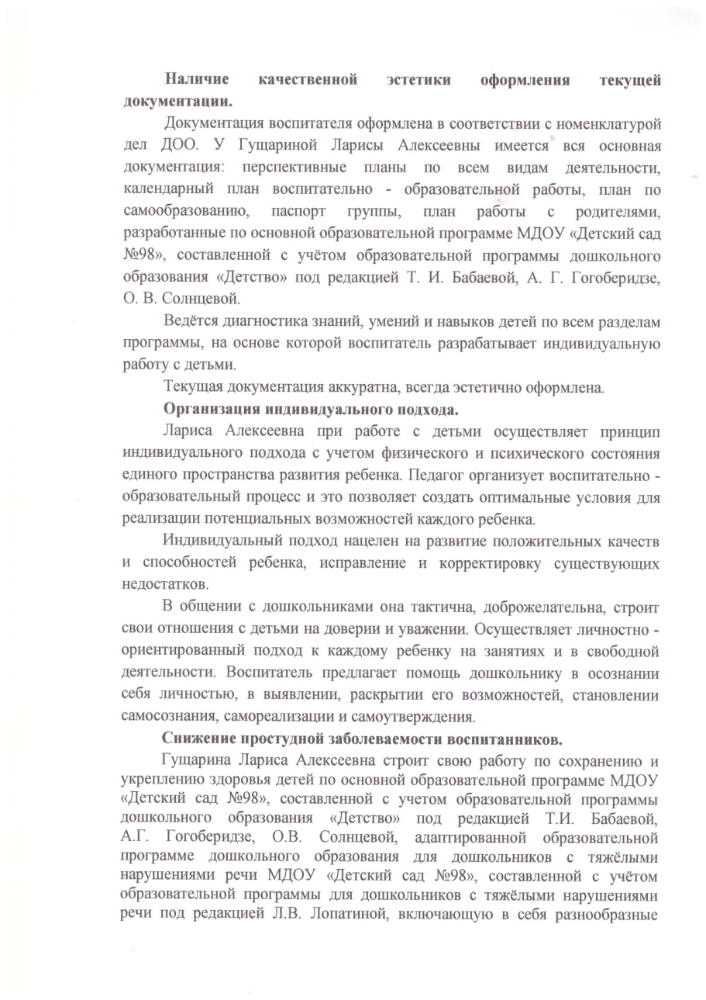 Наличие качественной эстетики оформления текущей
документации.
Документация воспитателя оформлена в соответствии с номенклатурой
дел ДОО. У Гущариной Ларисы Алексеевны имеется вся основная
документация: перспективные планы по всем видам деятельности,
календарный план воспитательно - образовательной работы, план по
самообразованию, паспорт группы, план работы с родителями,
разработанные по основной образовательной программе МДОУ «Детский сад
№98», составленной с учётом образовательной программы дошкольного
образования «Детство» под редакцией Т. И. Бабаевой, А. Г. Гогоберидзе,
О. В. Солнцевой.
Ведётся диагностика знаний, умений и навыков детей по всем разделам
программы, на основе которой воспитатель разрабатывает индивидуальную
работу с детьми.
Текущая документация аккуратна, всегда эстетично оформлена.
Организация индивидуального подхода.
Лариса Алексеевна при работе с детьми осуществляет принцип
индивидуального подхода с учетом физического и психического состояния
единого пространства развития ребенка. Педагог организует воспитательно -
образовательный процесс и это позволяет создать оптимальные условия для
реализации потенциальных возможностей каждого ребенка.
Индивидуальный подход нацелен на развитие положительных качеств
и способностей ребенка, исправление и корректировку существующих
недостатков.
В общении с дошкольниками она тактична, доброжелательна, строит
свои отношения с детьми на доверии и уважении. Осуществляет личностно -
ориентированный подход к каждому ребенку на занятиях и в свободной
деятельности. Воспитатель предлагает помощь дошкольнику в осознании
себя личностью, в выявлении, раскрытии его возможностей, становлении
самосознания, самореализации и самоутверждения.
Снижение простудной заболеваемости воспитанников.
Гущарина Лариса Алексеевна строит свою работу по сохранению и
укреплению здоровья детей по основной образовательной программе МДОУ
«Детский сад №98», составленной с учетом образовательной программы
дошкольного образования «Детство» под редакцией Т.И. Бабаевой,
А.Г. Гогоберидзе, О.В. Солнцевой, адаптированной образовательной
программе дошкольного образования для дошкольников с тяжёлыми
нарушениями речи МДОУ «Детский сад №98», составленной с учётом
образовательной программы для дошкольников с тяжёлыми нарушениями
речи под редакцией Л.В. Лопатиной, включающую в себя разнообразные